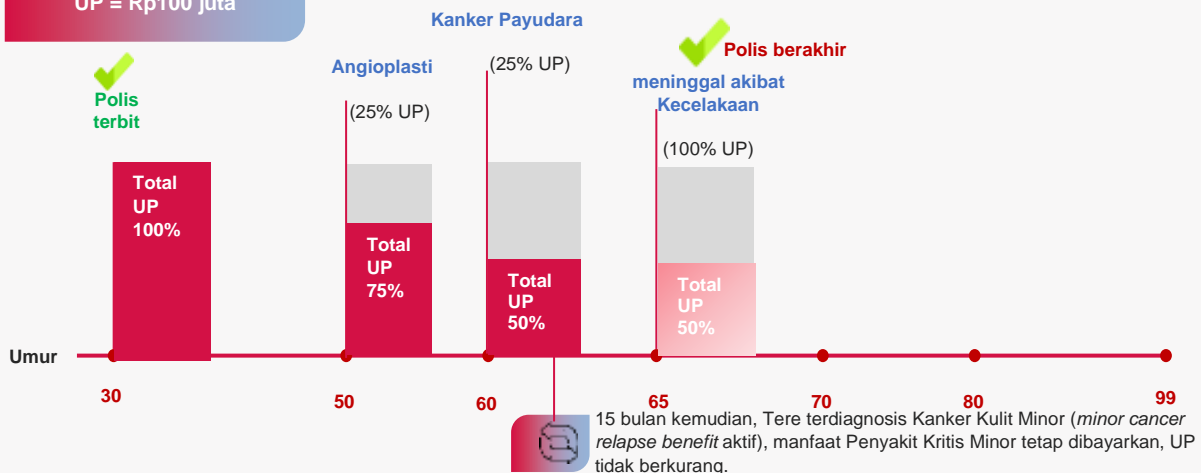 UP = Rp100 juta
Kanker Payudara
Polis berakhir
Angioplasti
(25% UP)
meninggal akibat
Kecelakaan
Polis
terbit
(25% UP)
(100% UP)
Total
UP
100%
Total
UP
75%
Total
UP
50%
Total
UP
50%
Umur
30
50
60
65
70
80
99
15 bulan kemudian, Tere terdiagnosis Kanker Kulit Minor (minor cancer
relapse benefit aktif), manfaat Penyakit Kritis Minor tetap dibayarkan, UP
tidak berkurang.